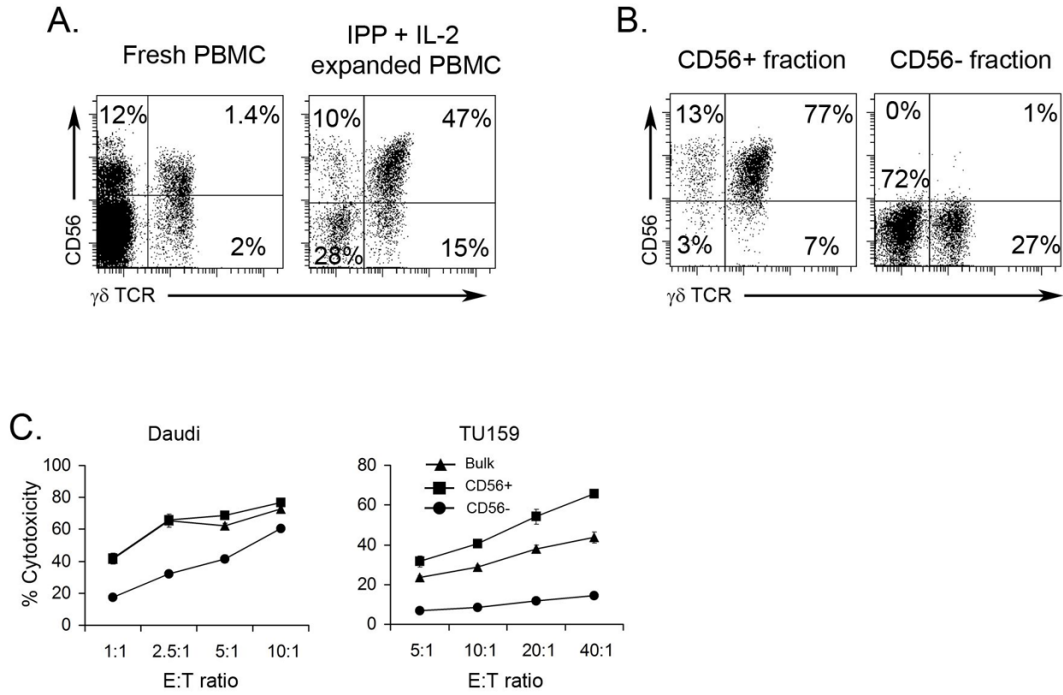 A.
Fresh PBMC
IPP + IL-2
expanded PBMC
12%
1.4%
2%
10%
47%
28%
15%
CD56
γδ TCR
B.
CD56+ fraction
CD56- fraction
13%
77%
3%
7%
0%
1%
72%
27%
CD56
γδ TCR
C.
Daudi
% Cytotoxicity
100
80
60
40
20
0
1:1
2.5:1
5:1
10:1
E:T ratio
TU159
Bulk
CD56+
CD56-
80
60
40
20
0
5:1
10:1
20:1
40:1
E:T ratio